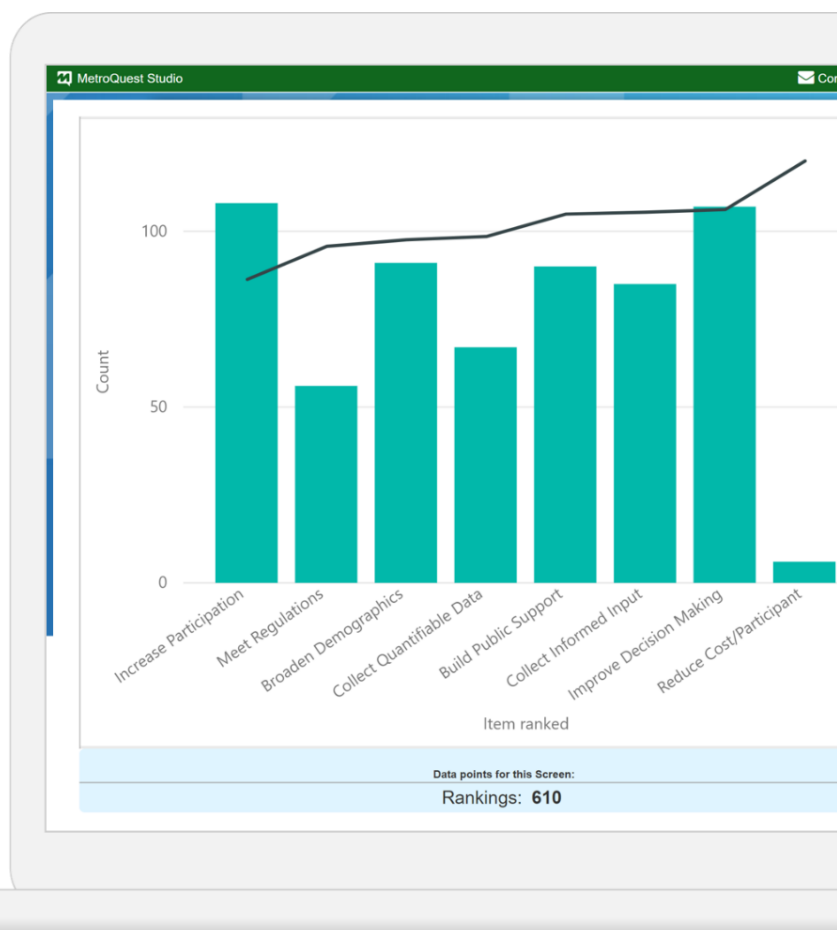 MetroQuest Studio
Con
100
50
0
Count
Increase Participation
Meet Regulations
Broaden Demographics
Collect Quantifiable Data
Build Public Support
Collect Informed Input
Improve Decision Making
Reduce Cost/Participant
Item ranked
Data points for this Screen:
Rankings: 610